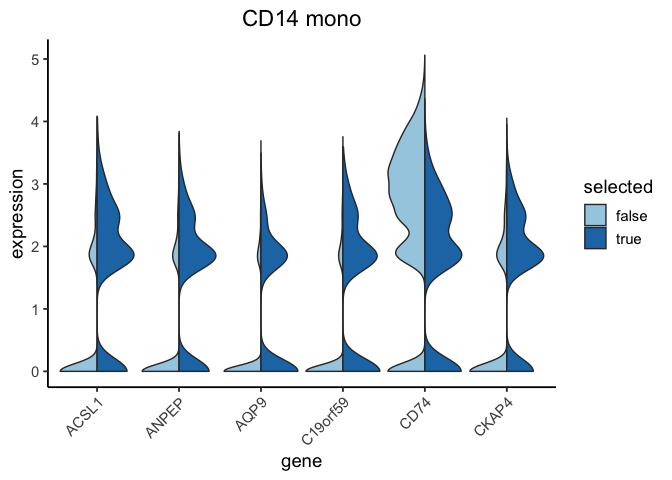 CD14 mono
5
4
3
2
1
0
expression
ACSL1
ANPEP
AQP9
C19orf59
CD74
CKAP4
gene
selected
false
true